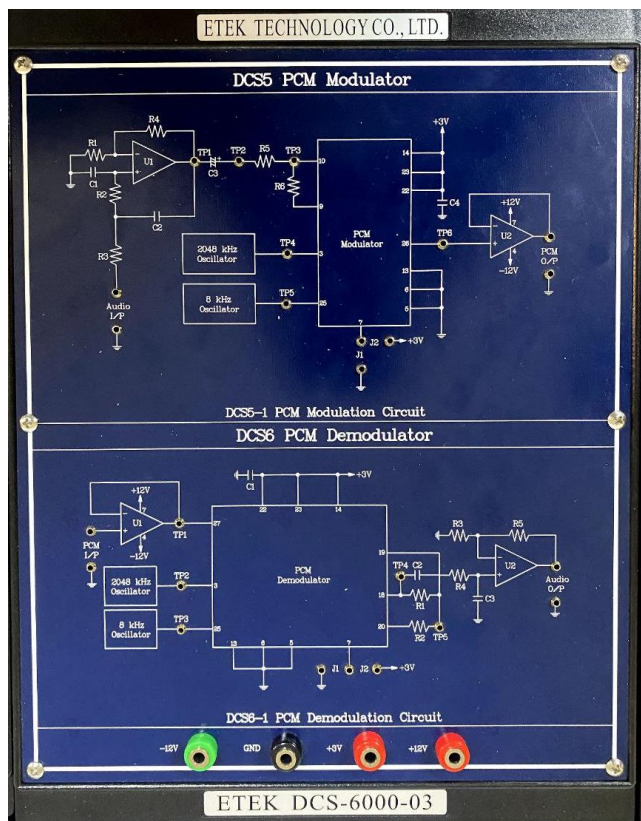 ETEK TECHNOLOGY CO., LTD.
DCS5 PCM Modulator
R4
+3V
R1
TP1
TP2
R5
TP3
U1
C3
+
10
14
C1
R2
R6
23
22
C4
+12V
C2
9
7
PCM
Modulator
2048 kHz
Oscillator
TP4
3
26
TP6
U2
4
-12V
PCM
O/P
R3
8 kHz
Oscillator
TP5
25
13
6
5
Audio
I/P
7
J2
+3V
J1
DCS5-1 PCM Modulation Circuit
DCS6 PCM Demodulator
C1
+3V
+12V
7
U1
4
-12V
TP1
22
23
14
27
PCM
I/P
PCM
Demodulator
19
R3
R5
TP4
C2
U2
2048 kHz
Oscillator
TP2
3
R4
Audio
O/P
18
R1
C3
8 kHz
Oscillator
TP3
25
20
R2
TP5
13
6
5
7
J1
J2
+3V
DCS6-1 PCM Demodulation Circuit
-12V
GND
+3V
+12V
ETEK DCS-6000-03